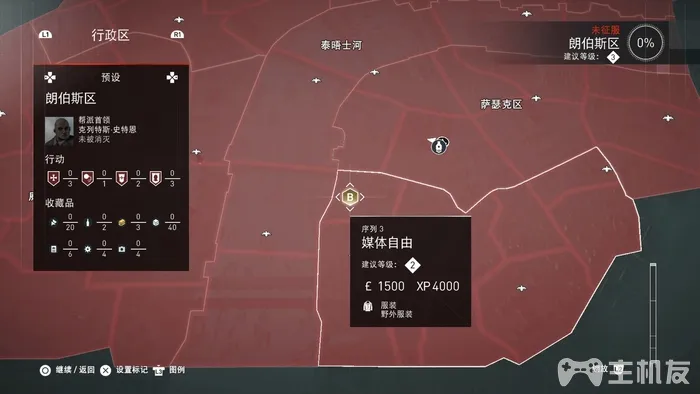 L1 行政区 R1
泰晤士河
未征服
朗伯斯区
建议等级: 3
0%
预设
朗伯斯区
帮派首领
克列特斯·史特恩
未被消灭
行动
0 0 0 0
3 1 2 3
收藏品
0 0 0 0
20 2 3 40
0 0 0
6 4 4
萨瑟克区
B
序列 3
媒体自由
建议等级: 2
£ 1500 XP 4000
服装
野外服装
继续 / 返回 设置标记 L3 图例
主机友